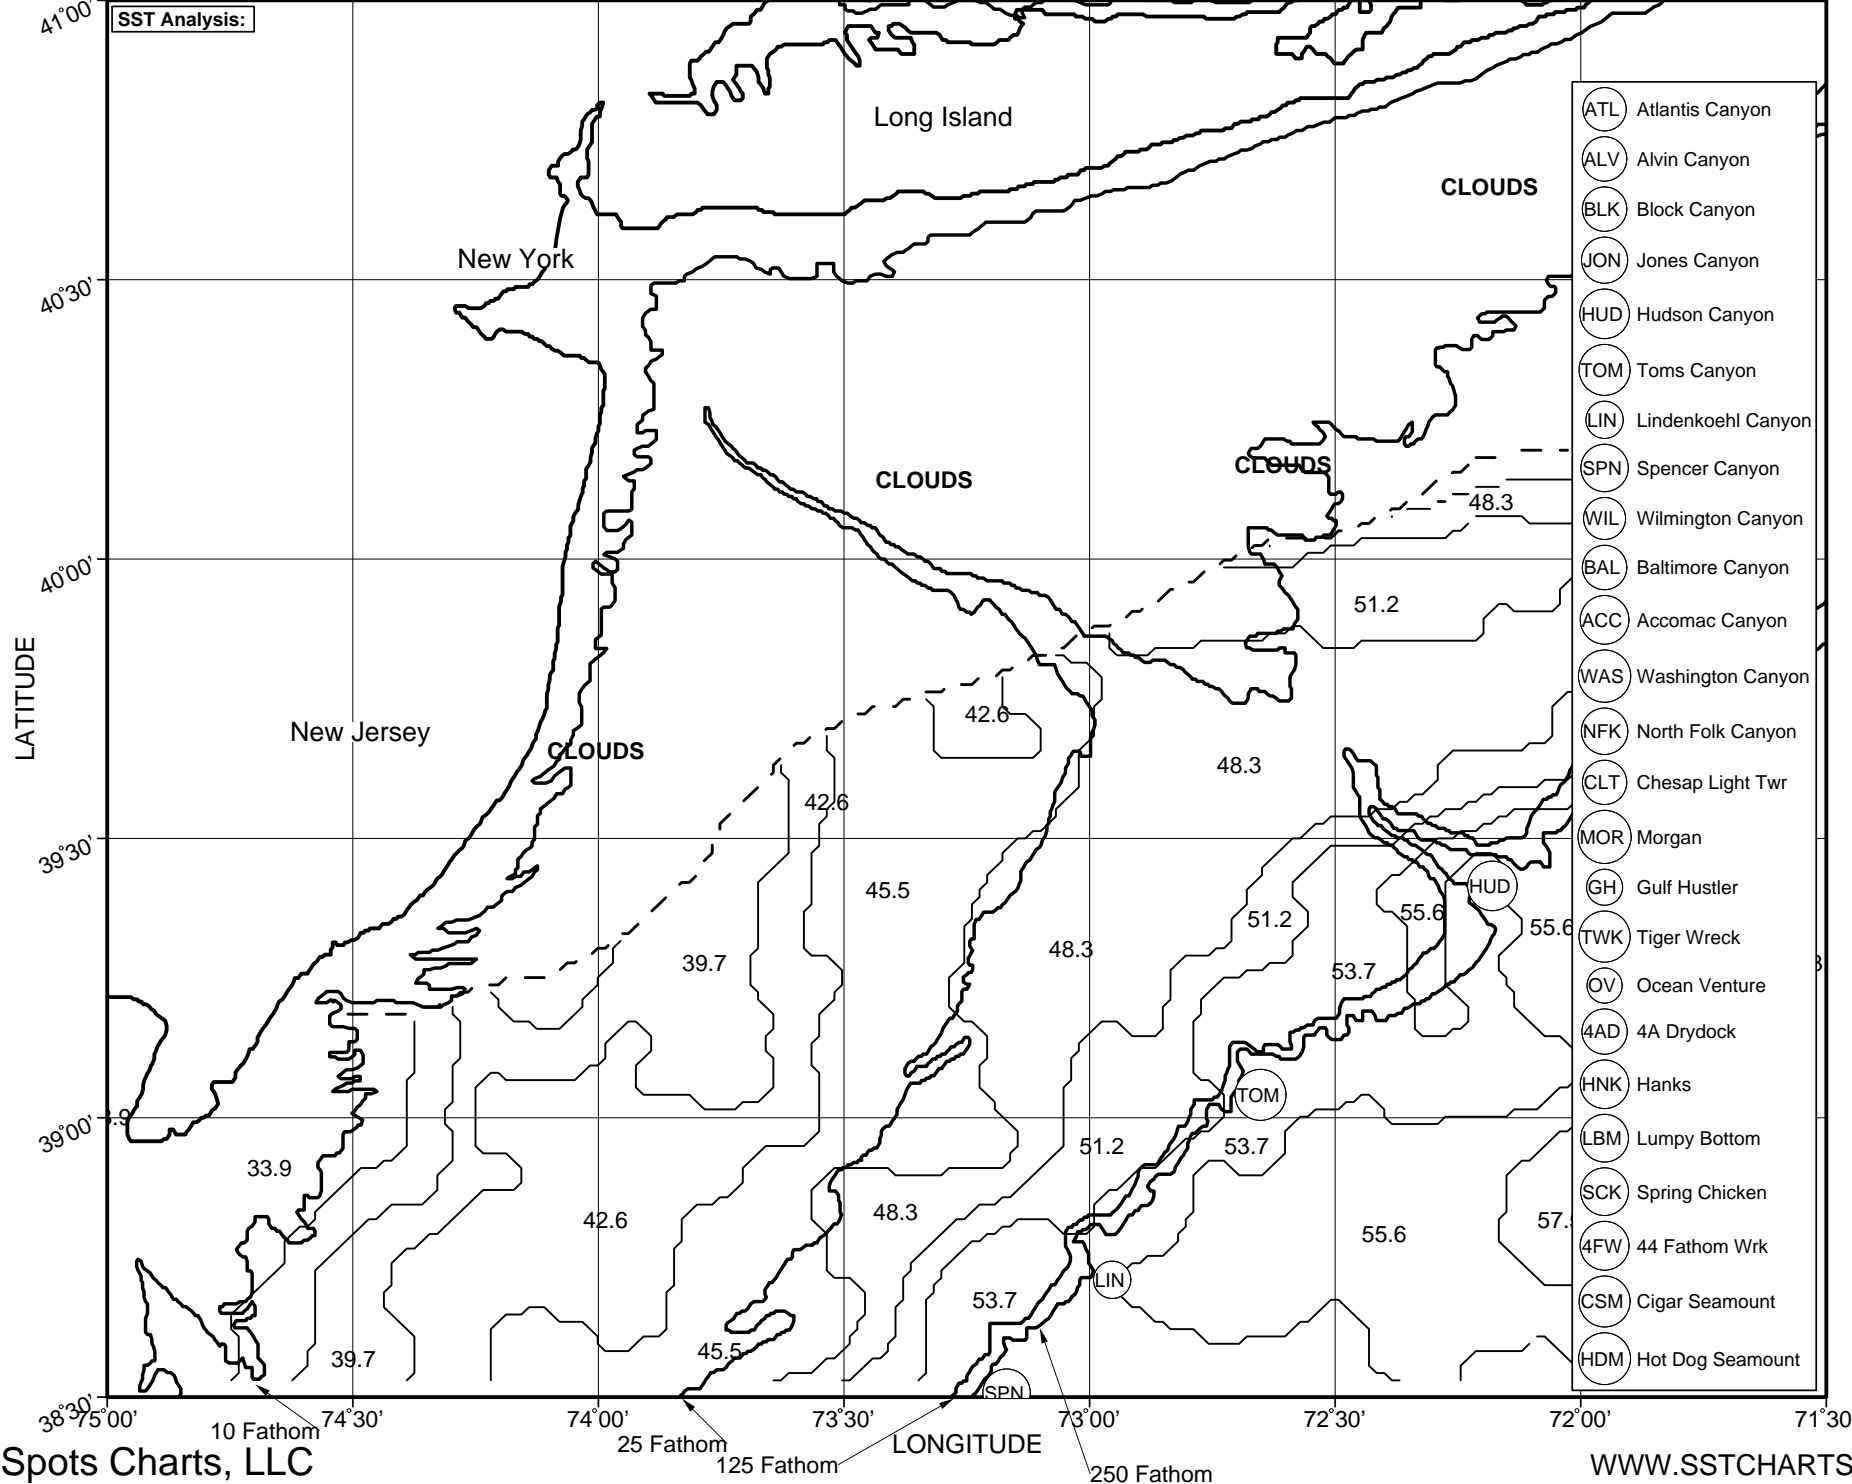 41°00'
SST Analysis:
Long Island
CLOUDS
New York
40°30'
CLOUDS
CLOUDS
48.3
40°00'
51.2
LATITUDE
42.6
New Jersey
CLOUDS
48.3
42.6
39°30'
45.5
HUD
51.2
55.6
55.6
39.7
48.3
53.7
TOM
39°00'
33.9
51.2
53.7
42.6
48.3
55.6
LIN
53.7
39.7
45.5
SPN
38°30'
ATL Atlantis Canyon
ALV Alvin Canyon
BLK Block Canyon
JON Jones Canyon
HUD Hudson Canyon
TOM Toms Canyon
LIN Lindenkoehl Canyon
SPN Spencer Canyon
WIL Wilmington Canyon
BAL Baltimore Canyon
ACC Accomac Canyon
WAS Washington Canyon
NFK North Folk Canyon
CLT Chesap Light Twr
MOR Morgan
GH Gulf Hustler
TWK Tiger Wreck
OV Ocean Venture
4AD 4A Drydock
HNK Hanks
LBM Lumpy Bottom
SCK Spring Chicken
4FW 44 Fathom Wrk
CSM Cigar Seamount
HDM Hot Dog Seamount
75°00' 74°30' 74°00' 73°30' 73°00' 72°30' 72°00' 71°30
10 Fathom
25 Fathom
LONGITUDE
125 Fathom
250 Fathom
Spots Charts, LLC
WWW.SSTCHARTS